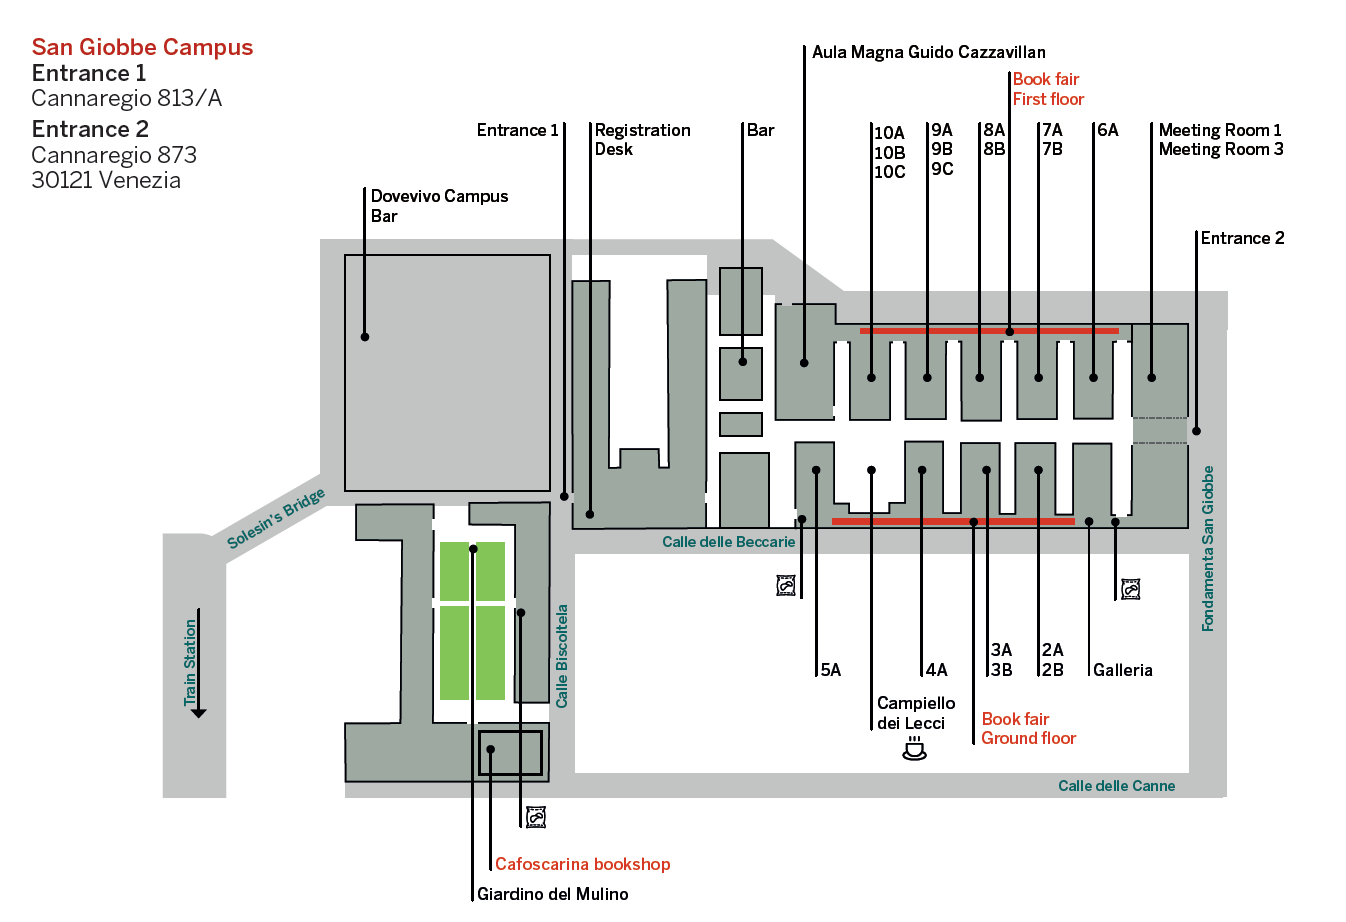 San Giobbe Campus
Entrance 1
Cannaregio 813/A
Entrance 2
Cannaregio 873
30121 Venezia
Aula Magna Guido Cazzavillan
Book fair
First floor
Entrance 1
Registration
Desk
Bar
10A
10B
10C
9A
9B
9C
8A
8B
7A
7B
6A
Meeting Room 1
Meeting Room 3
Dovevivo Campus
Bar
Entrance 2
Solesin's Bridge
Calle delle Beccarie
Fondamenta San Giobbe
Train Station
Calle Biscoltela
5A
4A
3A
3B
2A
2B
Galleria
Campiello
dei Lecci
Book fair
Ground floor
Calle delle Canne
Cafoscarina bookshop
Giardino del Mulino